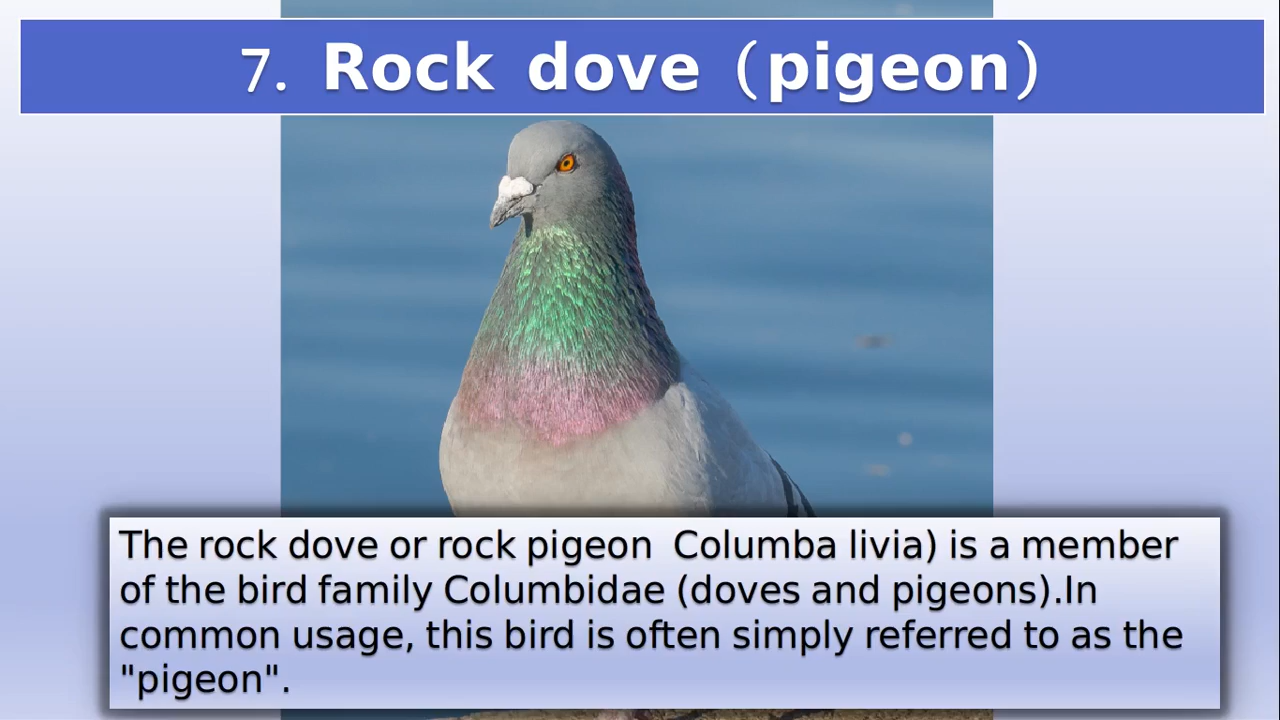 7. Rock dove (pigeon)
The rock dove or rock pigeon Columba livia) is a member
of the bird family Columbidae (doves and pigeons).In
common usage, this bird is often simply referred to as the
"pigeon".